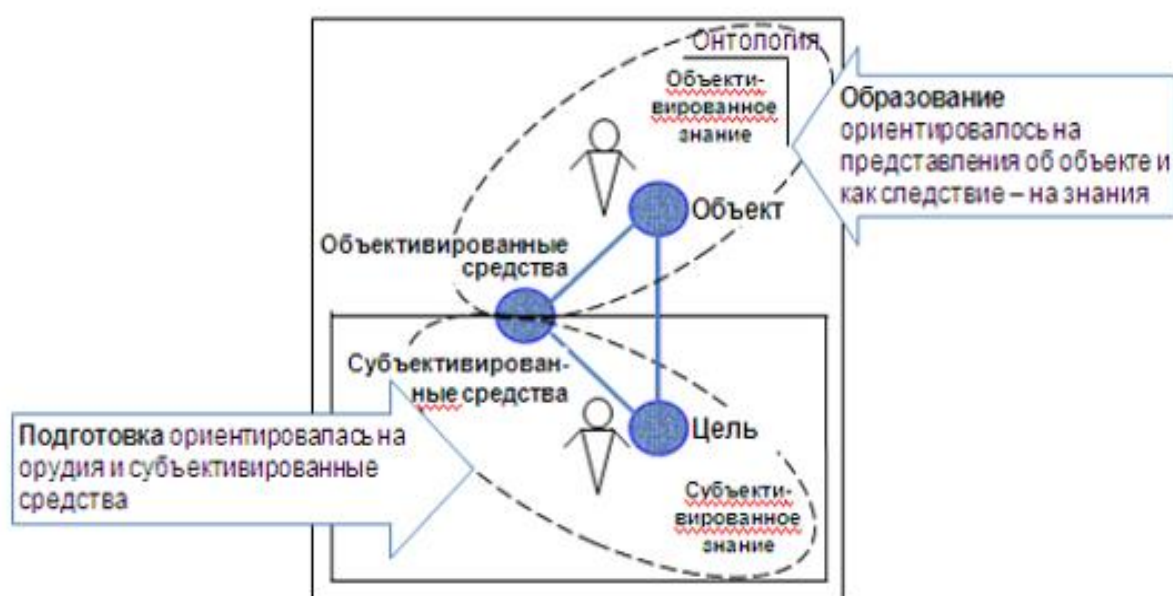 Онтология
Объекти-
вированное
знание
Образование
ориентировалось на
представления об объекте и
как следствие – на знания
Объект
Объективированные
средства
Субъективирован-
ные средства
Цель
Подготовка ориентировалась на
орудия и субъективированные
средства
Субъекти-
вированное
знание